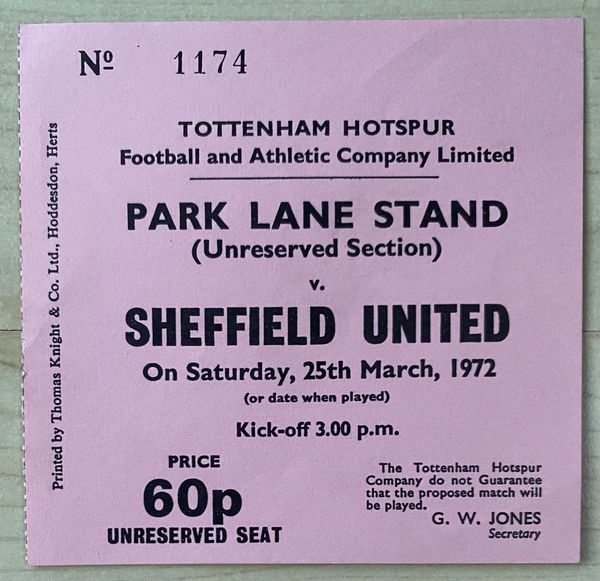 Nº 1174
TOTTENHAM HOTSPUR
Football and Athletic Company Limited
PARK LANE STAND
(Unreserved Section)
v.
SHEFFIELD UNITED
On Saturday, 25th March, 1972
(or date when played)
Kick-off 3.00 p.m.
PRICE
60p
UNRESERVED SEAT
The Tottenham Hotspur
Company do not Guarantee
that the proposed match will
be played.
G. W. JONES
Secretary
Printed by Thomas Knight & Co. Ltd., Hoddesdon, Herts